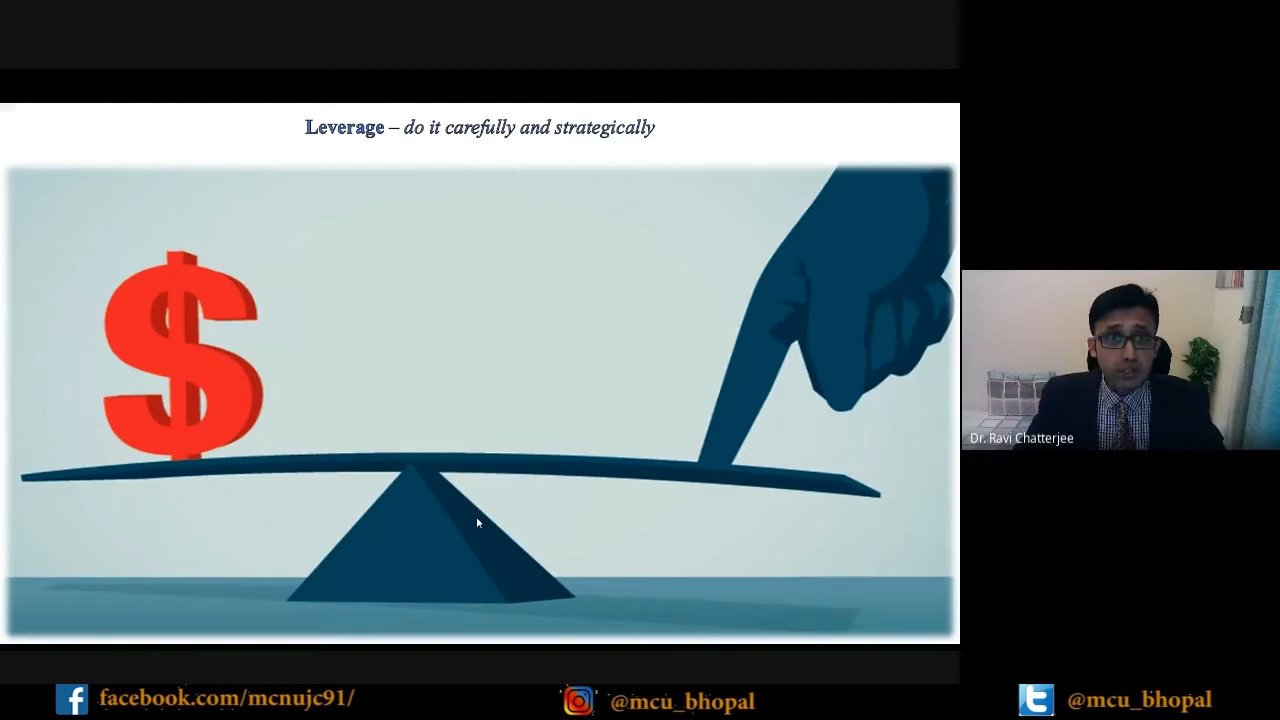 Leverage – do it carefully and strategically
Dr. Ravi Chatterjee
facebook.com/mcnujc91/
@mcu_bhopal
@mcu_bhopal